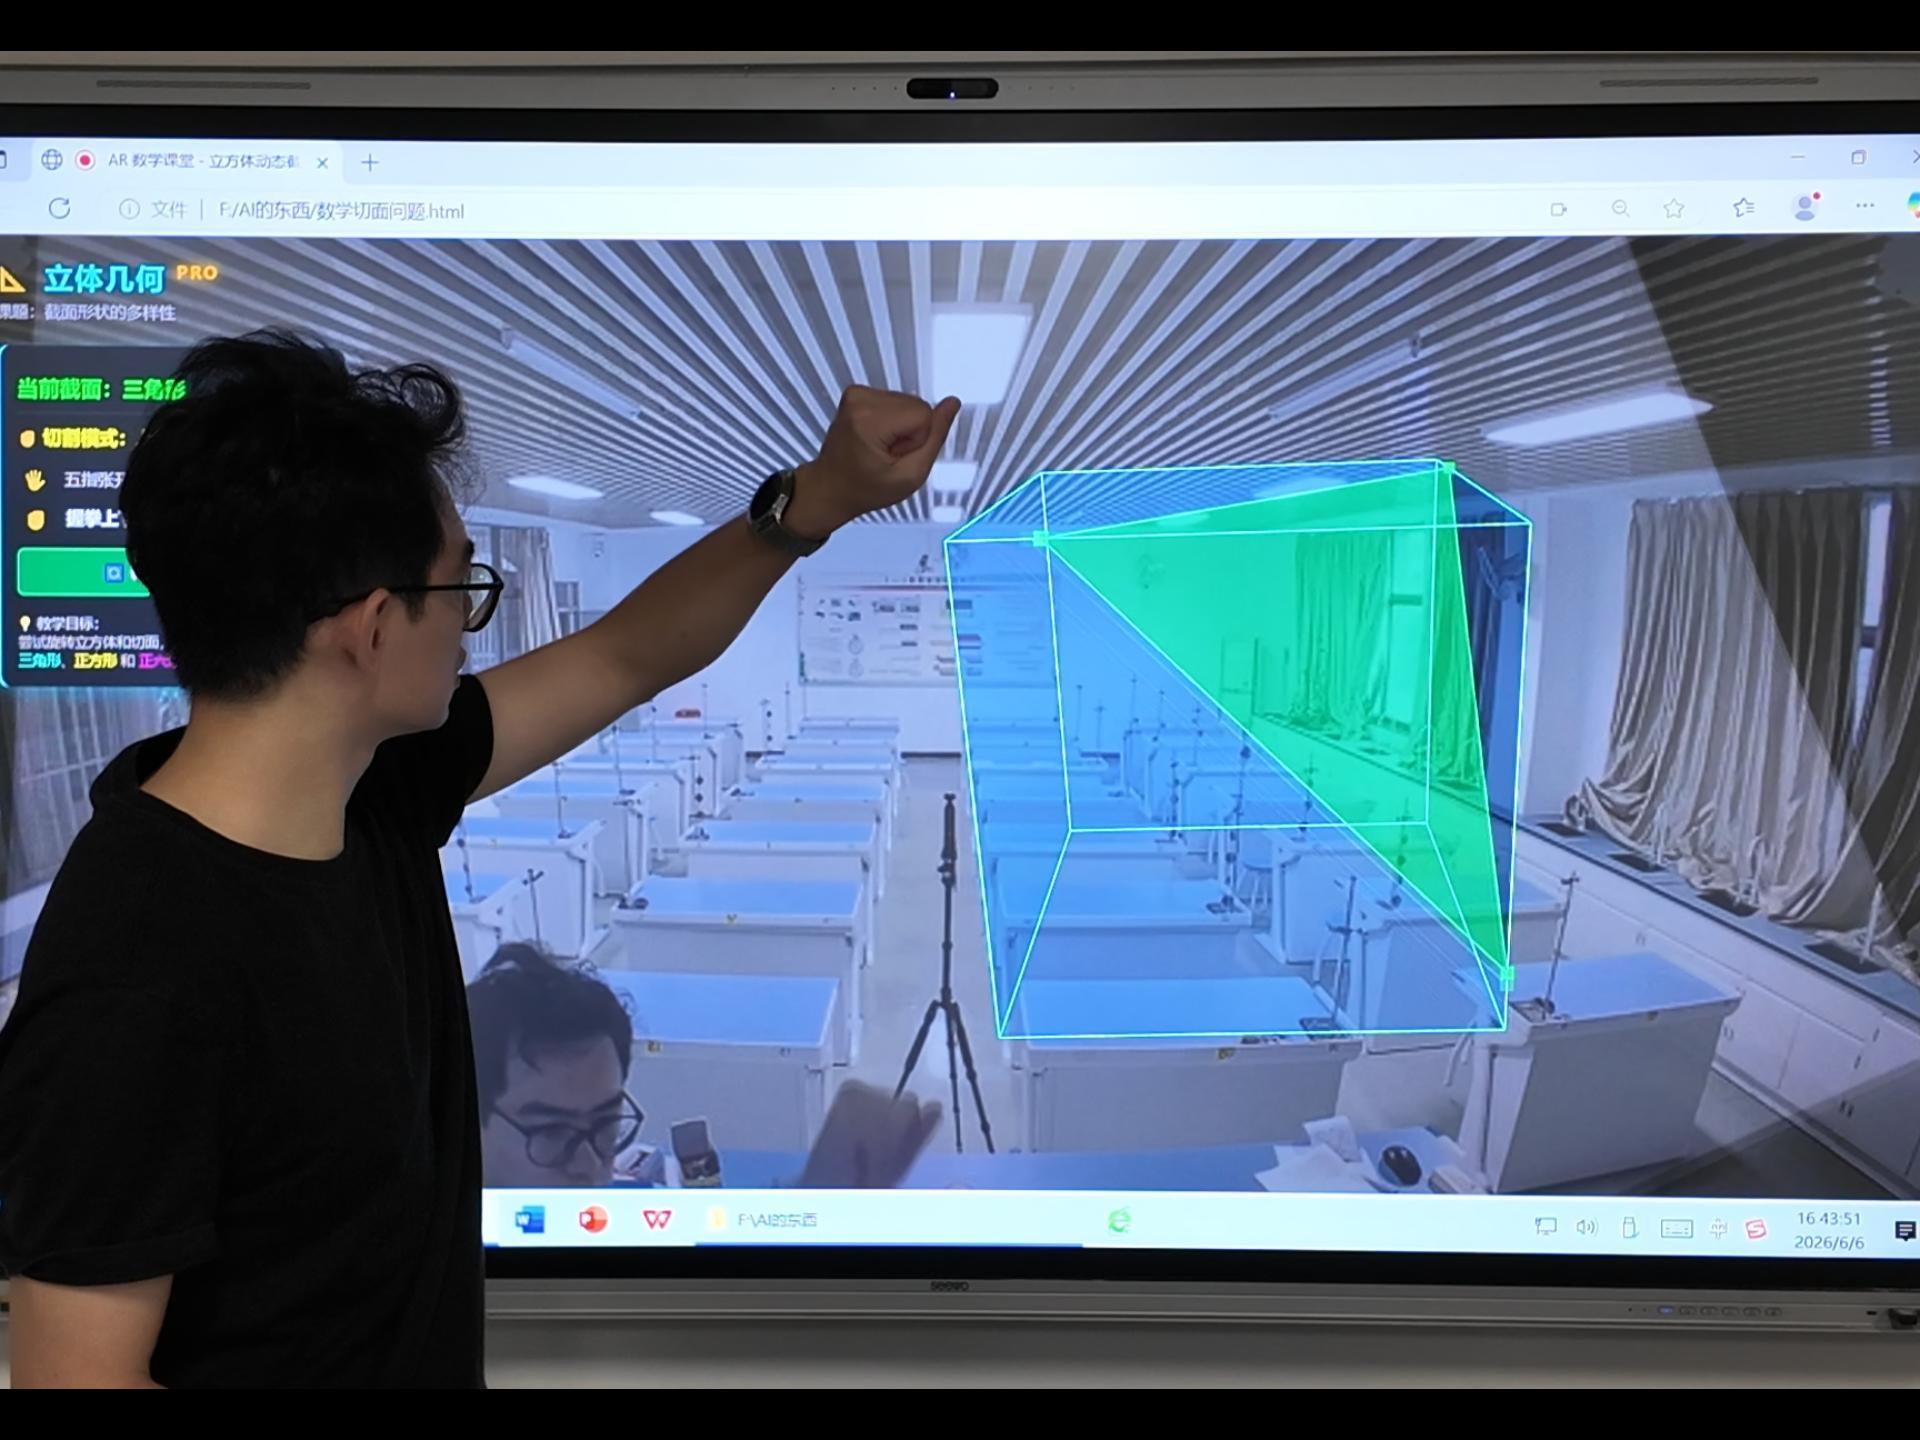 AR 数学课堂 - 立方体动态截
文件 F:/AI的东西/数学切面问题.html
立体几何 PRO
课题：截面形状的多样性
当前截面：三角形
切割模式：
五指张开
握拳上下
教学目标：
尝试旋转立方体和切面，
三角形、正方形 和 正六
F:\AI的东西
16:43:51
2026/6/6
seewo